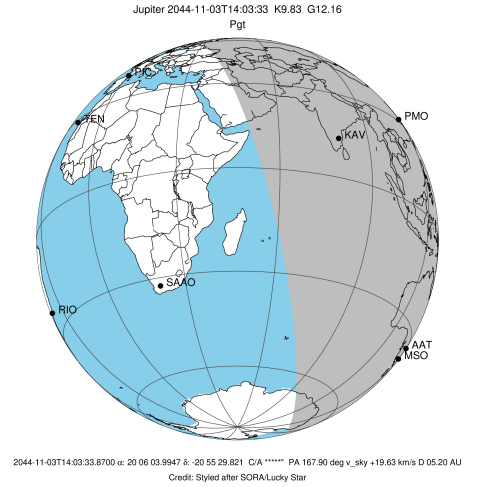 Jupiter 2044-11-03T14:03:33 K9.83 G12.16
Pgt
PIC
TEN
PMO
KAV
SAAO
RIO
AAT
MSO
2044-11-03T14:03:33.8700 α: 20 06 03.9947 δ: -20 55 29.821 C/A *****" PA 167.90 deg v_sky +19.63 km/s D 05.20 AU
Credit: Styled after SORA/Lucky Star